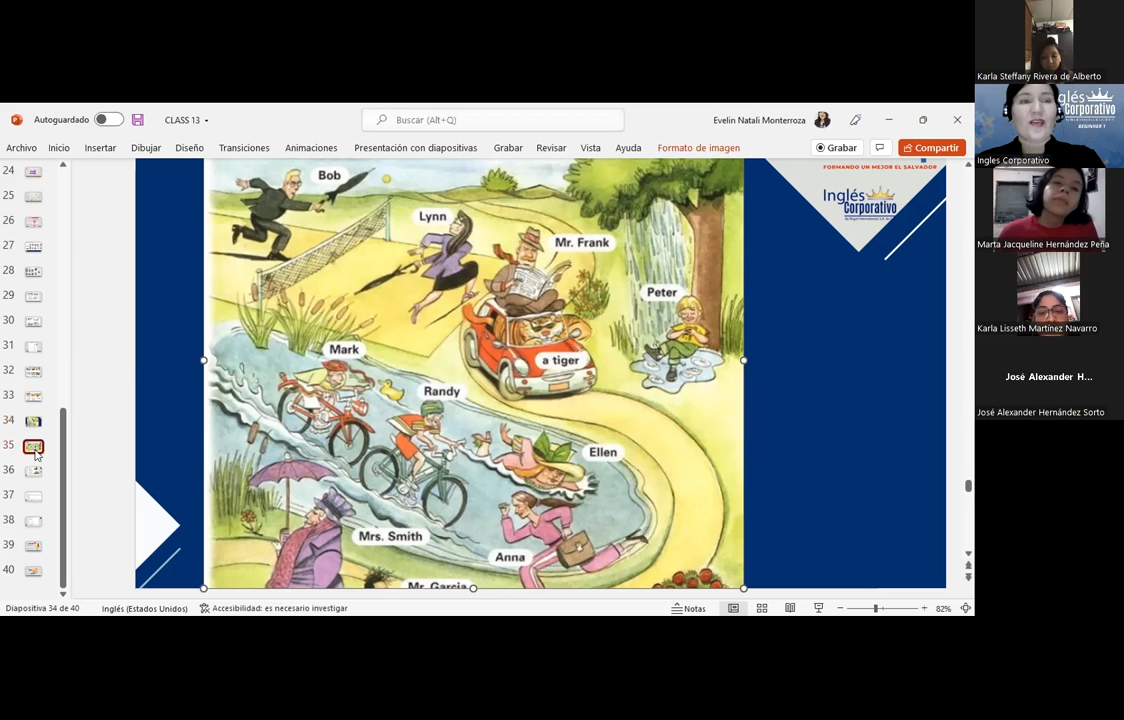 Autoguardado
CLASS 13
Buscar (Alt+Q)
Evelin Natali Monterroza
Archivo Inicio Insertar Dibujar Diseño Transiciones Animaciones Presentación con diapositivas Grabar Revisar Vista Ayuda Formato de imagen
Grabar
Compartir
24
25
26
27
28
29
30
31
32
33
34
35
36
37
38
39
40
FORMANDO UN MEJOR EL SALVADOR
Inglés
Corporativo
Bob
Lynn
Mr. Frank
Peter
a tiger
Mark
Randy
Ellen
Mrs. Smith
Anna
Mr. Garcia
Diapositiva 34 de 40
Inglés (Estados Unidos)
Accesibilidad: es necesario investigar
Notas
82%
Karla Steffany Rivera de Alberto
glés
Corporativo
BEGINNER 1
Ingles Corporativo
Marta Jacqueline Hernández Peña
Karla Lisseth Martínez Navarro
José Alexander H...
José Alexander Hernández Sorto